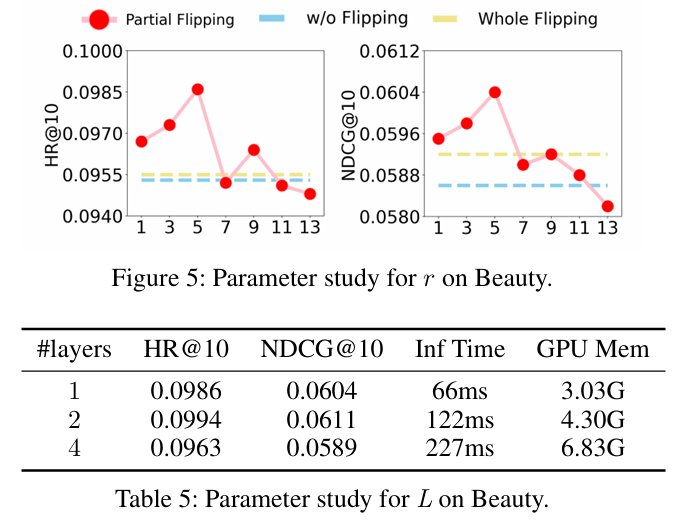 Partial Flipping w/o Flipping Whole Flipping
HR@10
0.1000
0.0985
0.0970
0.0955
0.0940
1 3 5 7 9 11 13
NDCG@10
0.0612
0.0604
0.0596
0.0588
0.0580
1 3 5 7 9 11 13
Figure 5: Parameter study for r on Beauty.
#layers HR@10 NDCG@10 Inf Time GPU Mem
1 0.0986 0.0604 66ms 3.03G
2 0.0994 0.0611 122ms 4.30G
4 0.0963 0.0589 227ms 6.83G
Table 5: Parameter study for L on Beauty.